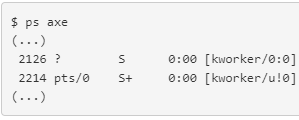 $ ps axe
(...)
2126 ? S 0:00 [kworker/0:0]
2214 pts/0 S+ 0:00 [kworker/u!0]
(...)